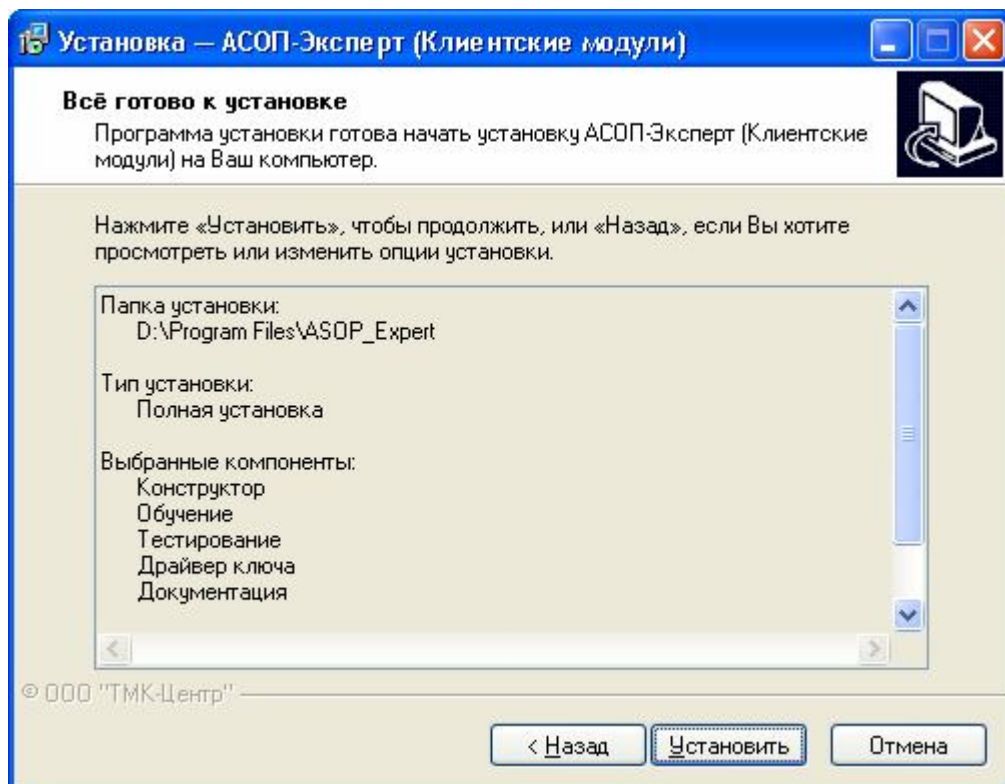 Установка — АСОП-Эксперт (Клиентские модули)
Всё готово к установке
Программа установки готова начать установку АСОП-Эксперт (Клиентские
модули) на Ваш компьютер.
Нажмите «Установить», чтобы продолжить, или «Назад», если Вы хотите
просмотреть или изменить опции установки.
Папка установки:
D:\Program Files\ASOP_Expert
Тип установки:
Полная установка
Выбранные компоненты:
Конструктор
Обучение
Тестирование
Драйвер ключа
Документация
© ООО "ТМК-Центр"
< Назад
Установить
Отмена